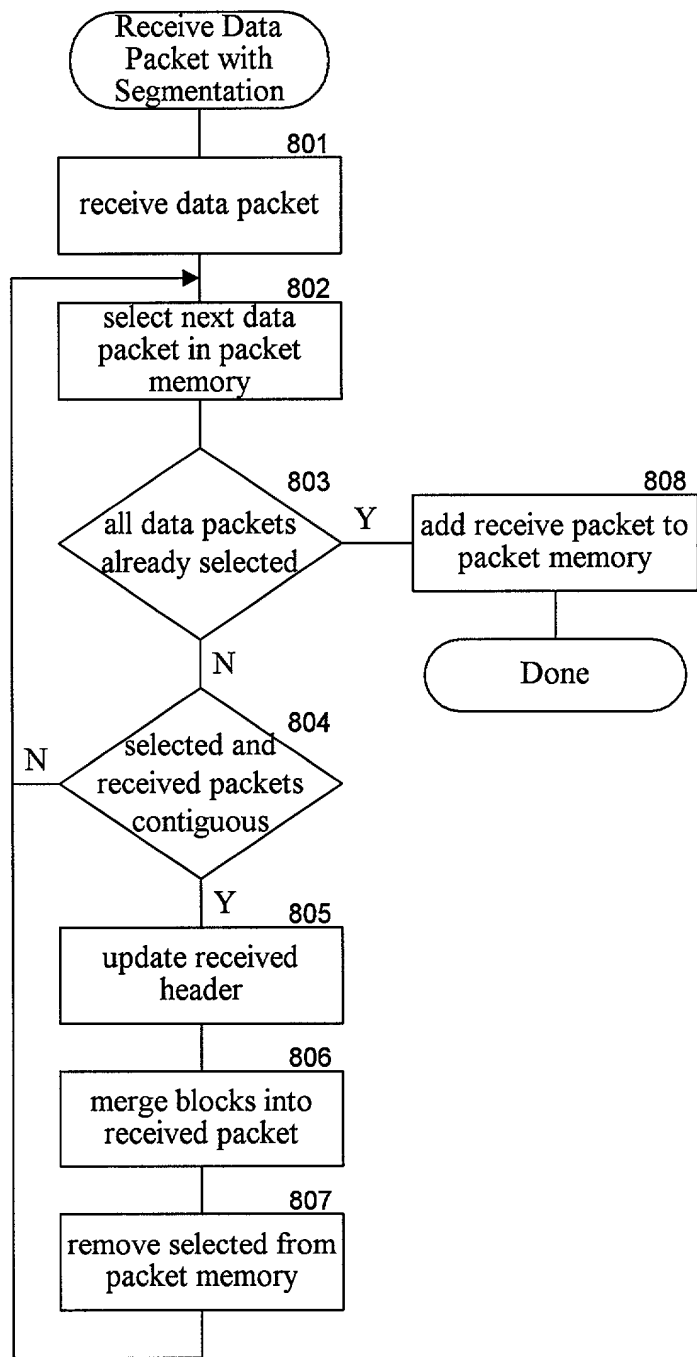 Receive Data
Packet with
Segmentation
801
receive data packet
802
select next data
packet in packet
memory
803
all data packets
already selected
Y
808
add receive packet to
packet memory
Done
N
804
selected and
received packets
contiguous
N
Y
805
update received
header
806
merge blocks into
received packet
807
remove selected from
packet memory